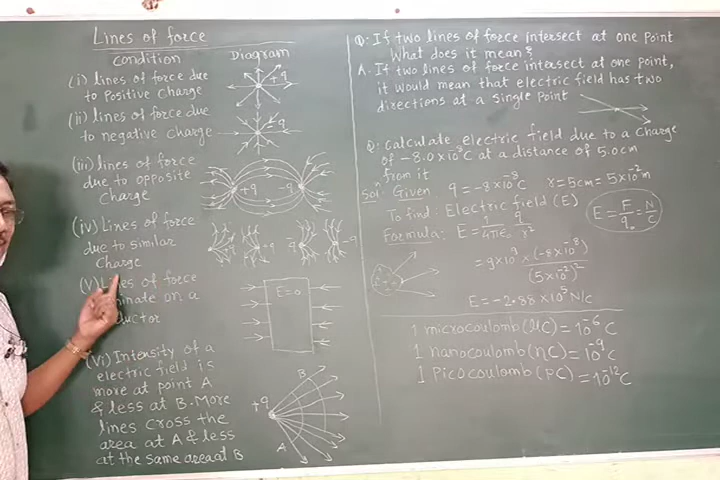 Lines of force
condition Diagram
(i) lines of force due
to positive Charge
+q
(ii) lines of force due
to negative Charge
-q
(iii) lines of force
due to opposite
Charge
+q -q
(iv) Lines of force
due to similar
Charge
+q +q -q -q
(v) Lines of force
minate on a
ductor
E=0
(vi) Intensity of a
electric field is
more at point A
& less at B. More
lines cross the
area at A & less
at the same area at B
+q
B
A
Q: If two lines of force intersect at one point
What does it mean?
A. If two lines of force intersect at one point,
it would mean that electric field has two
directions at a single point
Q: calculate electric field due to a charge
of -8.0×10⁻⁸C at a distance of 5.0cm
from it
Solⁿ Given q=-8×10⁻⁸C r=5cm=5×10⁻²m
To find: Electric field (E)
Formula: E = 1/4πε₀ q/r²
E = F/q₀ = N/C
= 9×10⁹ × (-8×10⁻⁸)/(5×10⁻²)²
E = -2.88×10⁵ N/c
1 microcoulomb(μC)=10⁻⁶ C
1 nanocoulomb(nC)=10⁻⁹C
1 Picocoulomb(PC)=10⁻¹²C